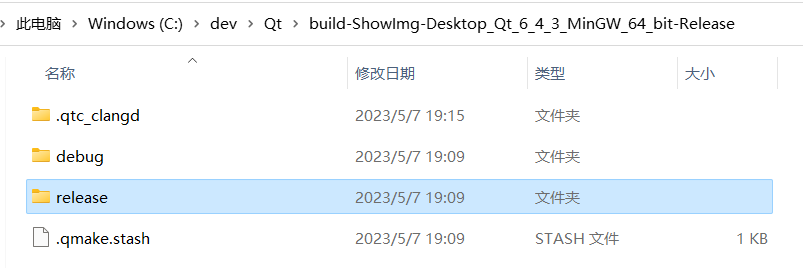 此电脑 > Windows (C:) > dev > Qt > build-ShowImg-Desktop_Qt_6_4_3_MinGW_64_bit-Release
名称 修改日期 类型 大小
.qtc_clangd 2023/5/7 19:15 文件夹
debug 2023/5/7 19:09 文件夹
release 2023/5/7 19:09 文件夹
.qmake.stash 2023/5/7 19:09 STASH 文件 1 KB